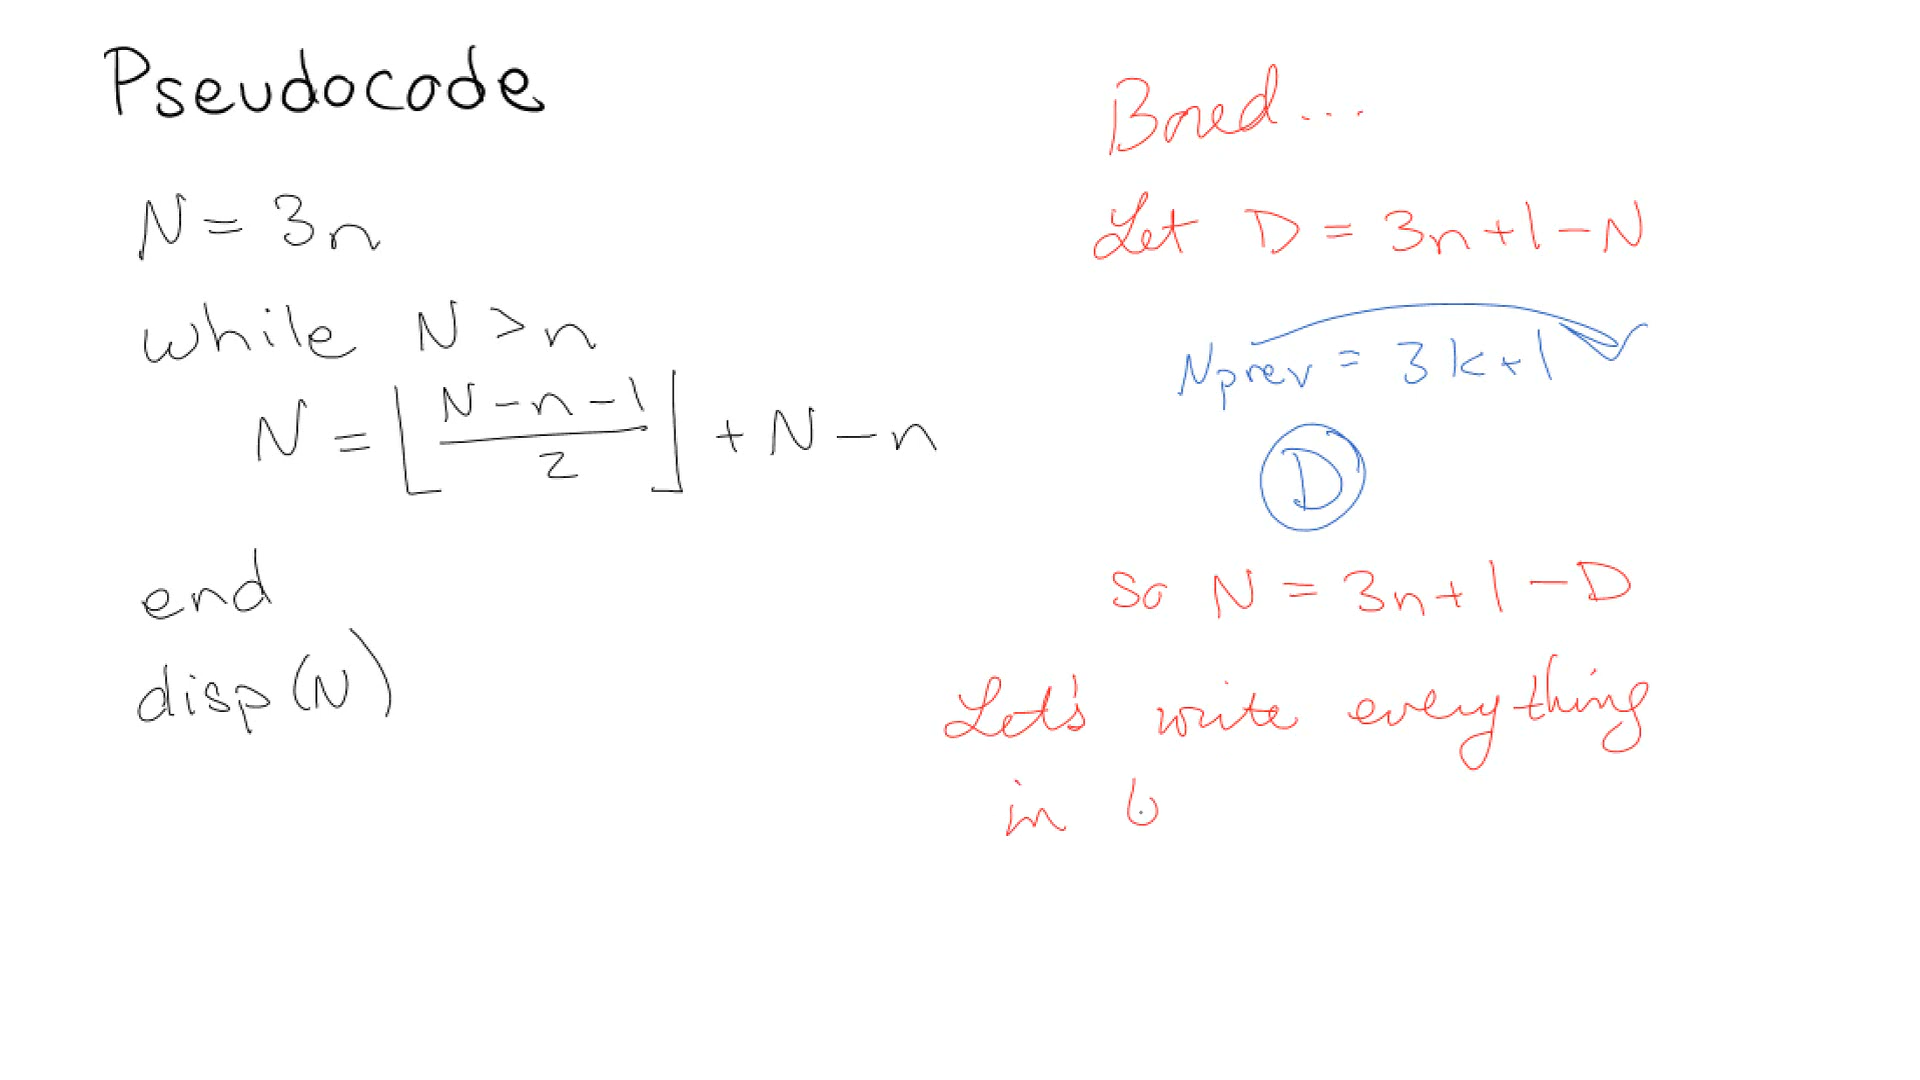 Pseudocode
N = 3n
while N > n
N = ⌊(N-n-1)/2⌋ + N - n
end
disp(N)
Bored...
Let D = 3n+1-N
Nprev = 3k+1
D
So N = 3n+1-D
Let's write everything
in